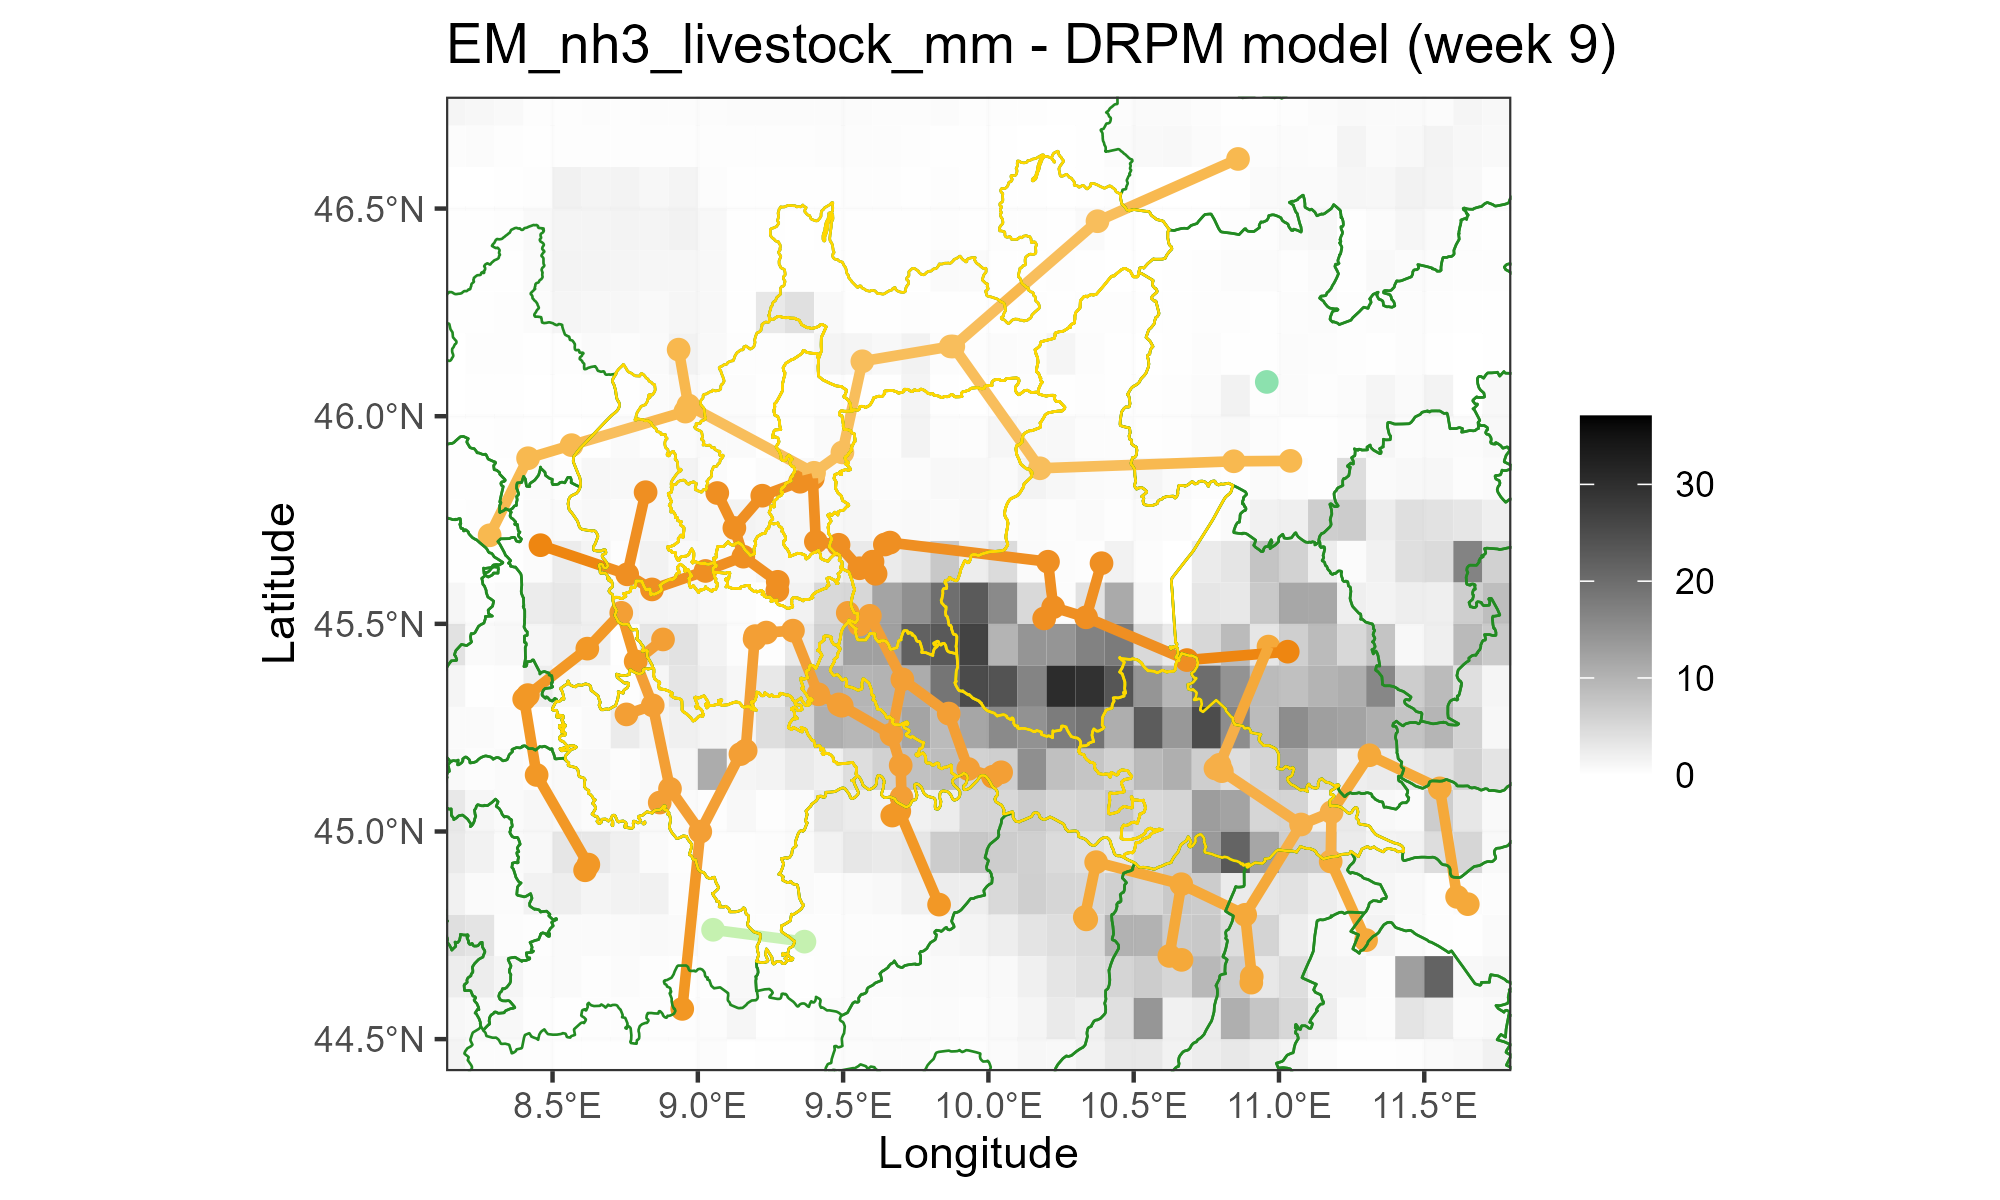 EM_nh3_livestock_mm - DRPM model (week 9)
46.5°N
46.0°N
45.5°N
45.0°N
44.5°N
Latitude
8.5°E
9.0°E
9.5°E
10.0°E
10.5°E
11.0°E
11.5°E
Longitude
30
20
10
0